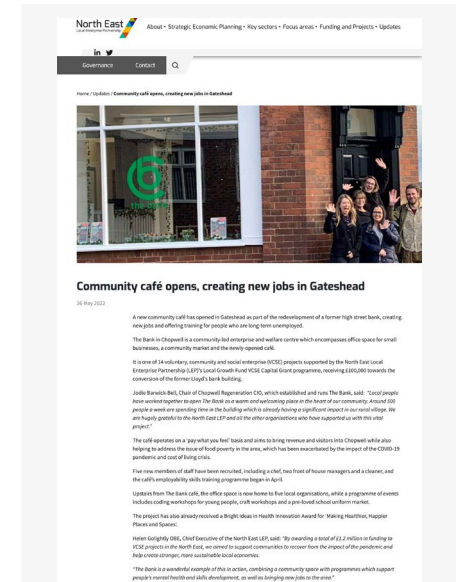 North East
Local Enterprise Partnership
About • Strategic Economic Planning • Key sectors • Focus areas • Funding and Projects • Updates
in
Governance Contact
Home / Updates / Community café opens, creating new jobs in Gateshead
the bank
Community café opens, creating new jobs in Gateshead
26 May 2022
A new community café has opened in Gateshead as part of the redevelopment of a former high street bank, creating
new jobs and offering training for people who are long-term unemployed.
The Bank in Chopwell is a community-led enterprise and welfare centre which encompasses office space for small
businesses, a community market and the newly-opened café.
It is one of 14 voluntary, community and social enterprise (VCSE) projects supported by the North East Local
Enterprise Partnership (LEP)'s Local Growth Fund VCSE Capital Grant programme, receiving £100,000 towards the
conversion of the former Lloyd's bank building.
Jodie Barwick-Bell, Chair of Chopwell Regeneration CIO, which established and runs The Bank, said: "Local people
have worked together to open The Bank as a warm and welcoming place in the heart of our community. Around 500
people a week are spending time in the building which is already having a significant impact in our rural village. We
are hugely grateful to the North East LEP and all the other organisations who have supported us with this vital
project."
The café operates on a 'pay what you feel' basis and aims to bring revenue and visitors into Chopwell while also
helping to address the issue of food poverty in the area, which has been exacerbated by the impact of the COVID-19
pandemic and cost of living crisis.
Five new members of staff have been recruited, including a chef, two front of house managers and a cleaner, and
the café's employability skills training programme began in April.
Upstairs from The Bank café, the office space is now home to five local organisations, while a programme of events
includes coding workshops for young people, craft workshops and a pre-loved school uniform market.
The project has also already received a Bright Ideas in Health Innovation Award for 'Making Healthier, Happier
Places and Spaces'.
Helen Golightly OBE, Chief Executive of the North East LEP, said: "By awarding a total of £1.2 million in funding to
VCSE projects in the North East, we aimed to support communities to recover from the impact of the pandemic and
help create stronger, more sustainable local economies.
"The Bank is a wonderful example of this in action, combining a community space with programmes which support
people's mental health and skills development, as well as bringing new jobs to the area."